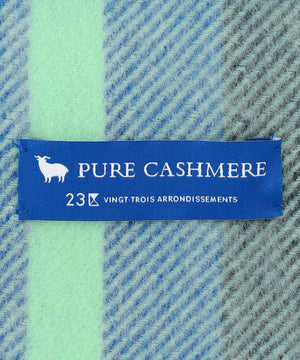 PURE CASHMERE
23 VINGT-TROIS ARRONDISSEMENTS